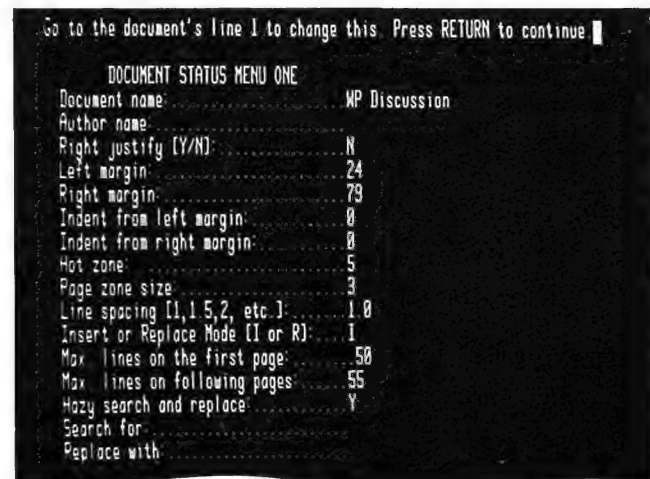 Go to the document's line 1 to change this. Press RETURN to continue.
DOCUMENT STATUS MENU ONE
Document name: WP Discussion
Author name
Right justify [Y/N]: N
Left margin: 24
Right margin: 79
Indent from left margin: 0
Indent from right margin: 0
Hot zone: 5
Page zone size: 3
Line spacing [1,1.5,2, etc.]: 1.0
Insert or Replace Mode [I or R]: I
Max lines on the first page: 50
Max lines on following pages: 55
Hazy search and replace: Y
Search for
Replace with: